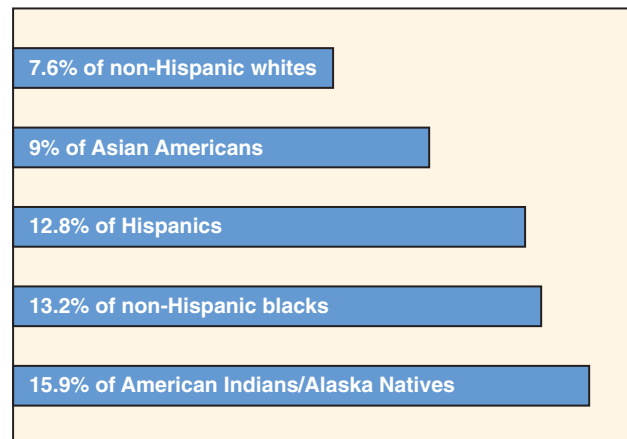 7.6% of non-Hispanic whites
9% of Asian Americans
12.8% of Hispanics
13.2% of non-Hispanic blacks
15.9% of American Indians/Alaska Natives